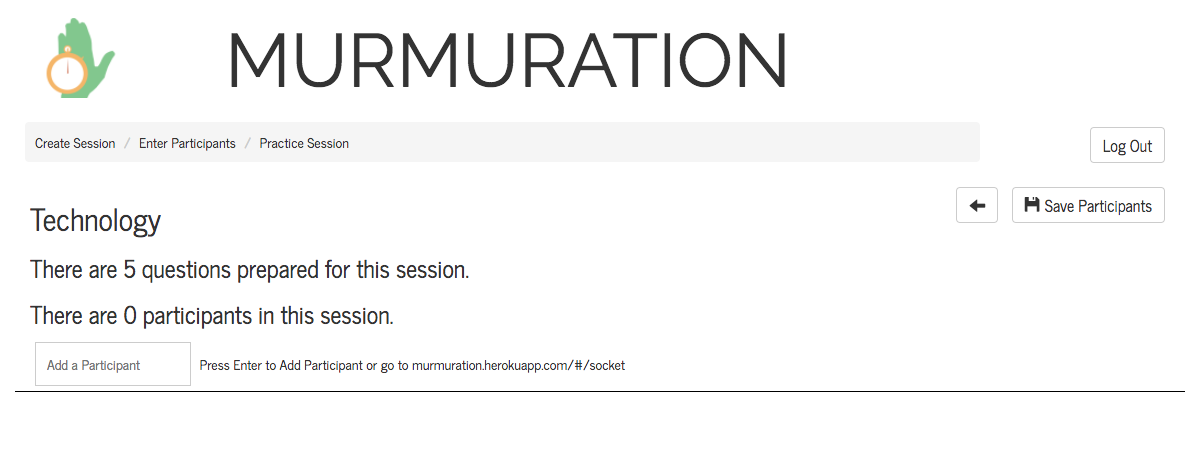 MURMURATION
Create Session / Enter Participants / Practice Session
Log Out
Save Participants
Technology
There are 5 questions prepared for this session.
There are 0 participants in this session.
Add a Participant
Press Enter to Add Participant or go to murmuration.herokuapp.com/#/socket